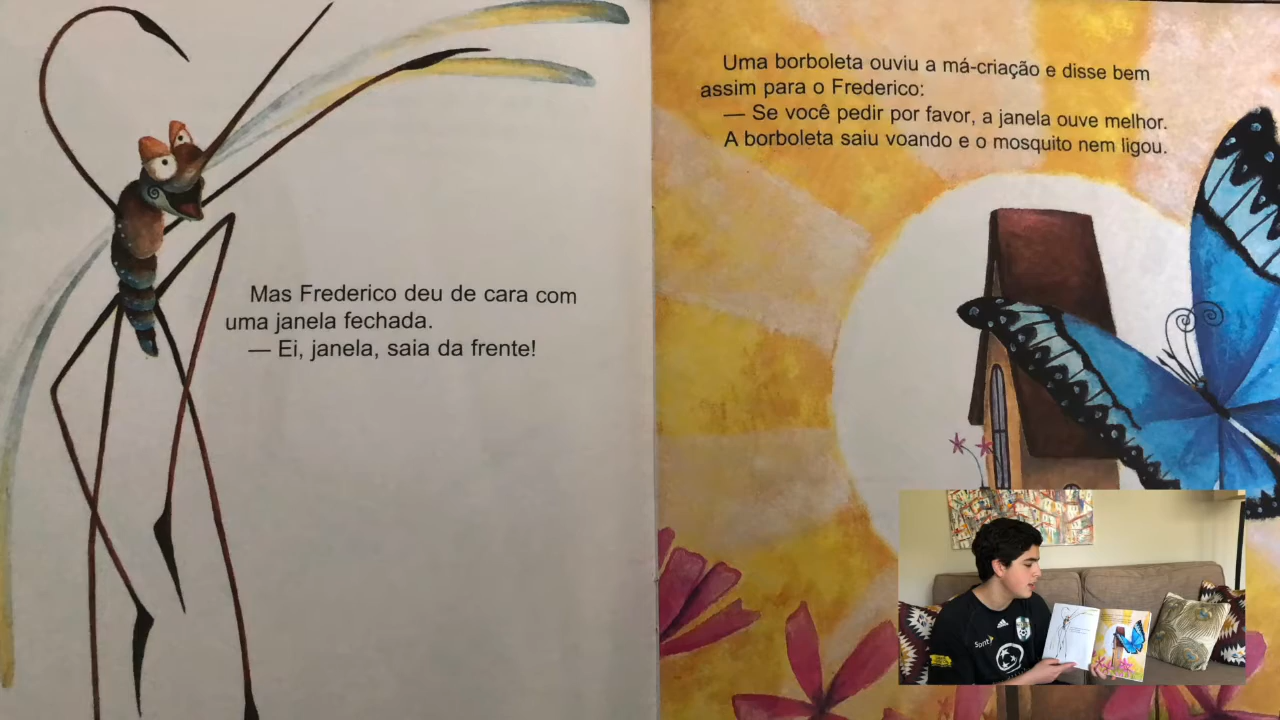 Mas Frederico deu de cara com
uma janela fechada.
— Ei, janela, saia da frente!
Uma borboleta ouviu a má-criação e disse bem
assim para o Frederico:
— Se você pedir por favor, a janela ouve melhor.
A borboleta saiu voando e o mosquito nem ligou.